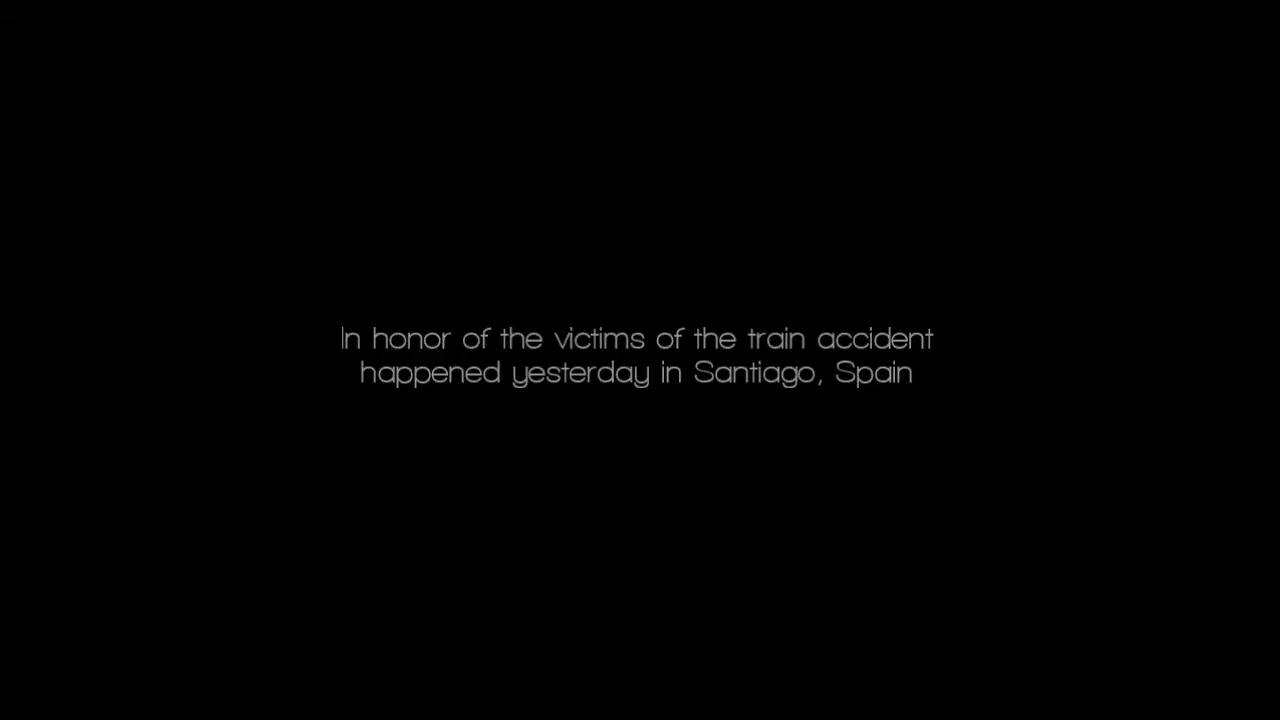 In honor of the victims of the train accident
happened yesterday in Santiago, Spain